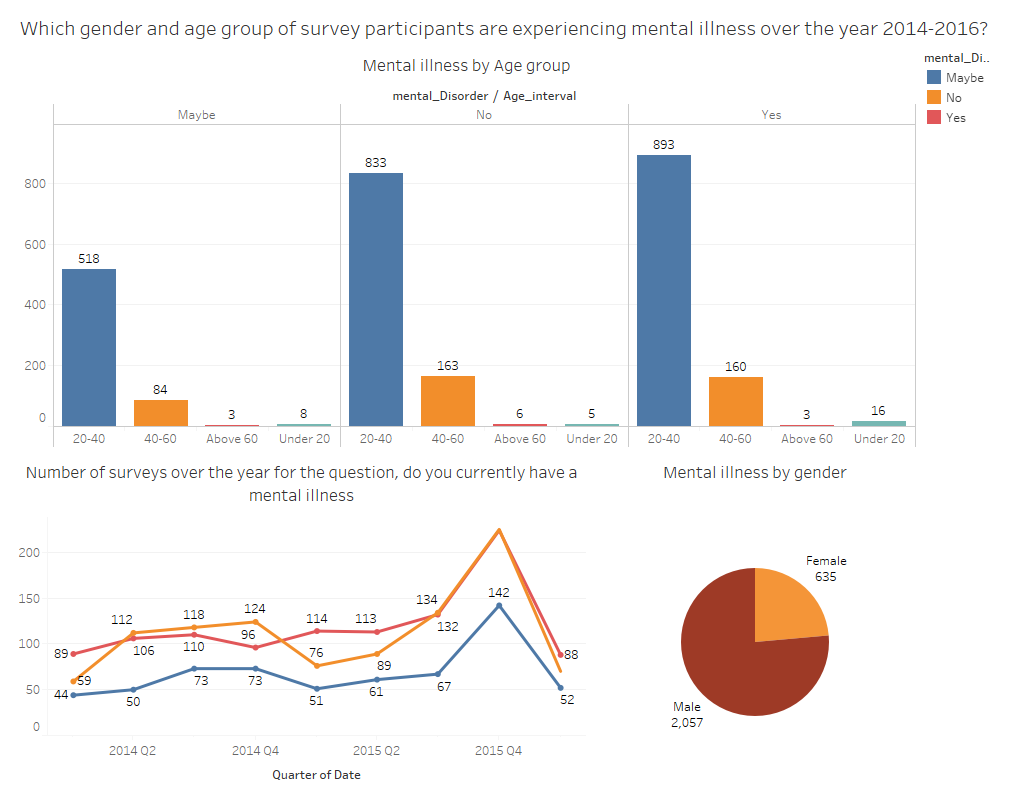 Which gender and age group of survey participants are experiencing mental illness over the year 2014-2016?
Mental illness by Age group
mental_Disorder / Age_interval
Maybe No Yes
mental_Di..
Maybe
No
Yes
800
600
400
200
0
518 84 3 8
833 163 6 5
893 160 3 16
20-40 40-60 Above 60 Under 20 20-40 40-60 Above 60 Under 20 20-40 40-60 Above 60 Under 20
Number of surveys over the year for the question, do you currently have a
mental illness
200
150
100
50
0
89 106 110 96 114 113 132 88
59 112 118 124 76 89 134
44 50 73 73 51 61 67 142 52
2014 Q2 2014 Q4 2015 Q2 2015 Q4
Quarter of Date
Mental illness by gender
Female
635
Male
2,057